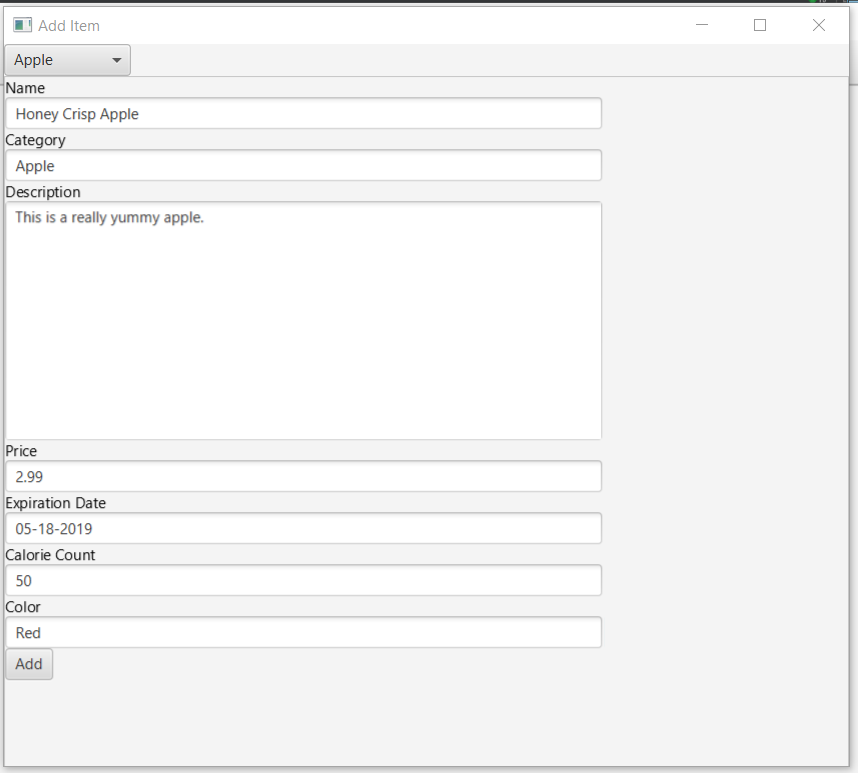 Add Item
Apple
Name
Honey Crisp Apple
Category
Apple
Description
This is a really yummy apple.
Price
2.99
Expiration Date
05-18-2019
Calorie Count
50
Color
Red
Add